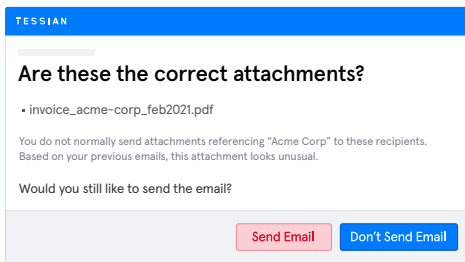 TESSIAN
Are these the correct attachments?
▪ invoice_acme-corp_feb2021.pdf
You do not normally send attachments referencing “Acme Corp” to these recipients.
Based on your previous emails, this attachment looks unusual.
Would you still like to send the email?
Send Email
Don’t Send Email